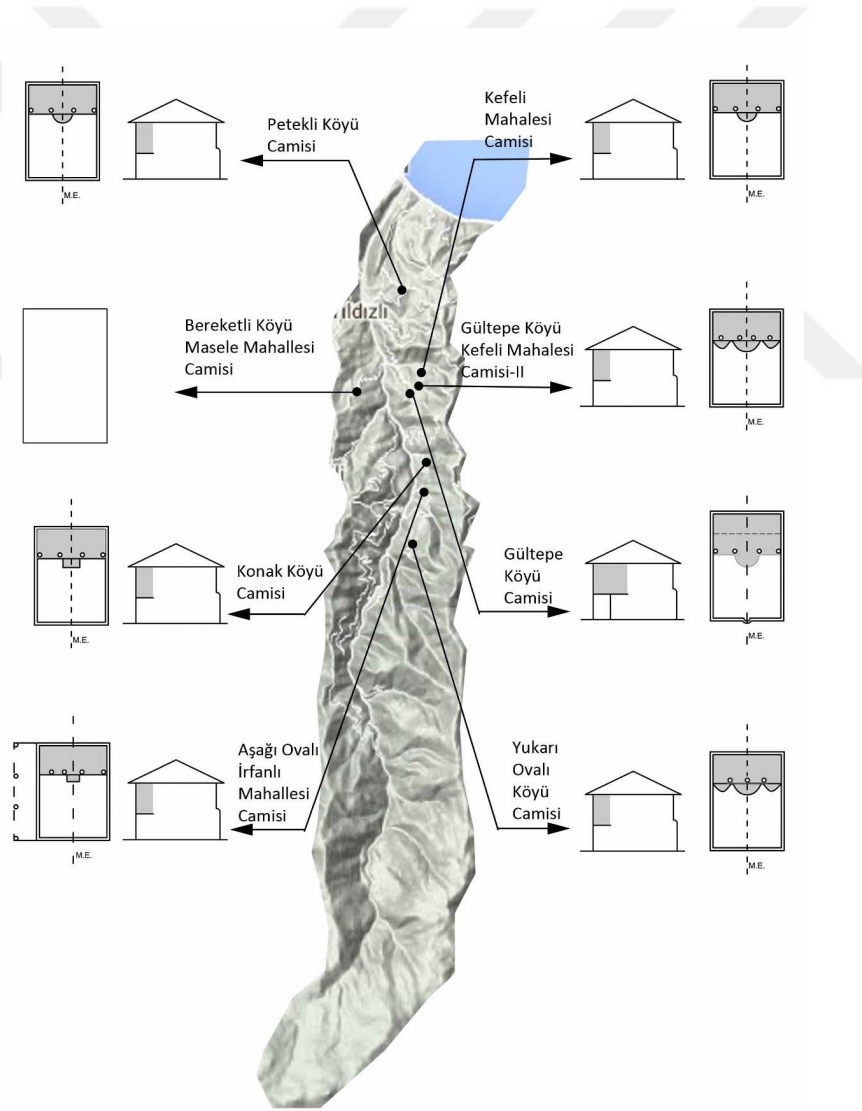 Petekli Köyü
Camisi
Kefeli
Mahalesi
Camisi
M.E.
M.E.
ıldızlı
Bereketli Köyü
Masele Mahallesi
Camisi
Gültepe Köyü
Kefeli Mahalesi
Camisi-II
M.E.
Konak Köyü
Camisi
M.E.
Gültepe
Köyü
Camisi
M.E.
Aşağı Ovalı
İrfanlı
Mahallesi
Camisi
M.E.
Yukarı
Ovalı
Köyü
Camisi
M.E.